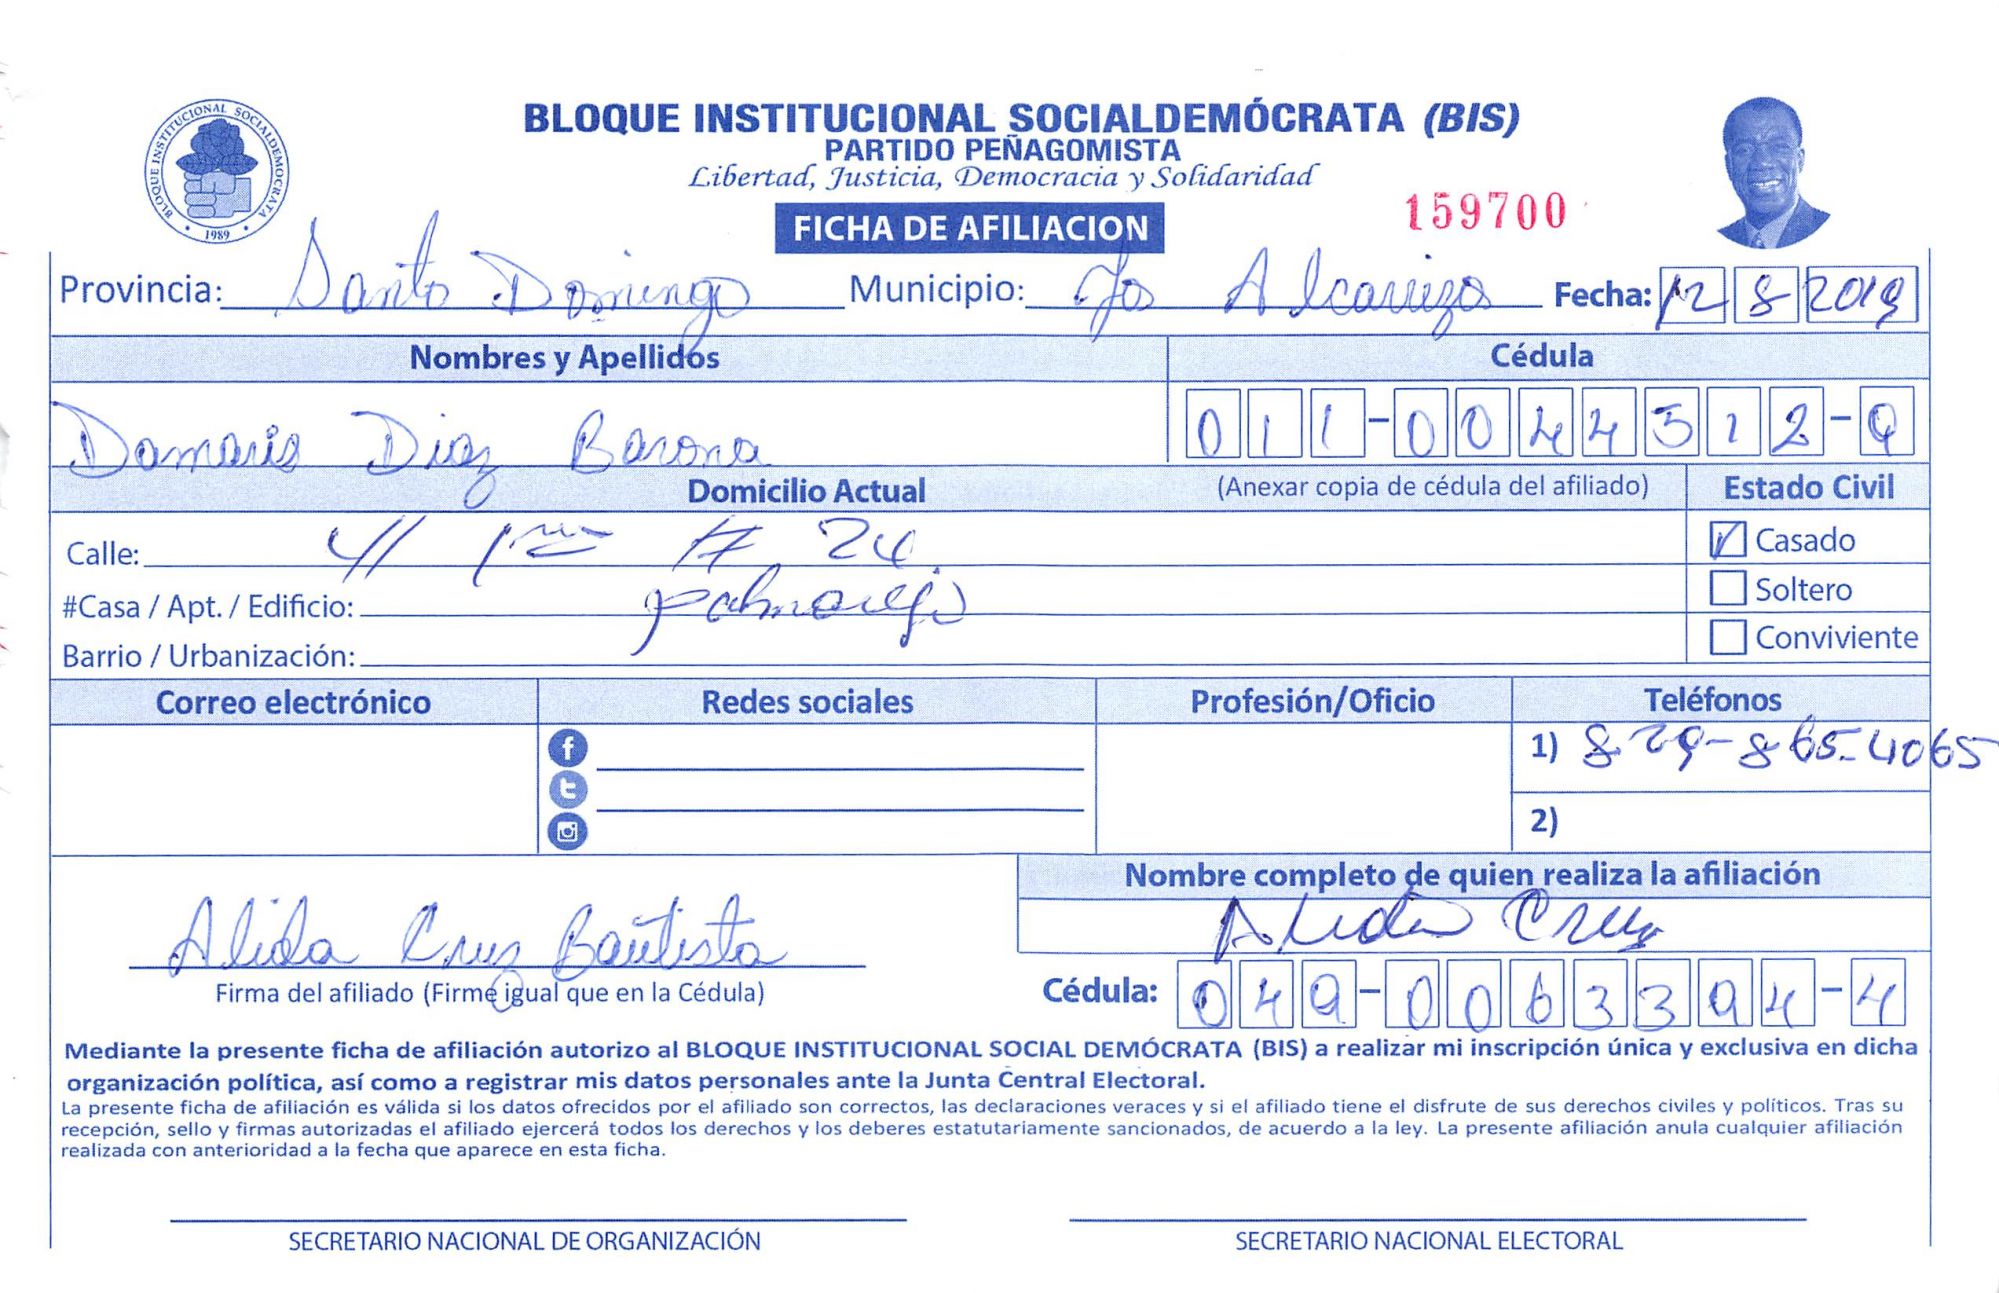 BLOQUE INSTITUCIONAL SOCIALDEMÓCRATA (BIS)
PARTIDO PEÑAGOMISTA
Libertad, Justicia, Democracia y Solidaridad
BLOQUE INSTITUCIONAL SOCIALDEMOCRATA
1989
FICHA DE AFILIACION
159700
Provincia: Santo Domingo Municipio: Los Alcarrizos Fecha: 12 8 2019
Nombres y Apellidos Cédula
Damaris Diaz Barona 011-0044312-9
Domicilio Actual (Anexar copia de cédula del afiliado) Estado Civil
Calle: # 24 Casado
#Casa / Apt. / Edificio: palmarejo Soltero
Barrio / Urbanización: Conviviente
Correo electrónico Redes sociales Profesión/Oficio Teléfonos
1) 829-865-4065
2)
Nombre completo de quien realiza la afiliación
Alida Cruz Bautista Alida Cruz
Firma del afiliado (Firme igual que en la Cédula) Cédula: 049-0063394-4
Mediante la presente ficha de afiliación autorizo al BLOQUE INSTITUCIONAL SOCIAL DEMÓCRATA (BIS) a realizar mi inscripción única y exclusiva en dicha
organización política, así como a registrar mis datos personales ante la Junta Central Electoral.
La presente ficha de afiliación es válida si los datos ofrecidos por el afiliado son correctos, las declaraciones veraces y si el afiliado tiene el disfrute de sus derechos civiles y políticos. Tras su
recepción, sello y firmas autorizadas el afiliado ejercerá todos los derechos y los deberes estatutariamente sancionados, de acuerdo a la ley. La presente afiliación anula cualquier afiliación
realizada con anterioridad a la fecha que aparece en esta ficha.
SECRETARIO NACIONAL DE ORGANIZACIÓN SECRETARIO NACIONAL ELECTORAL